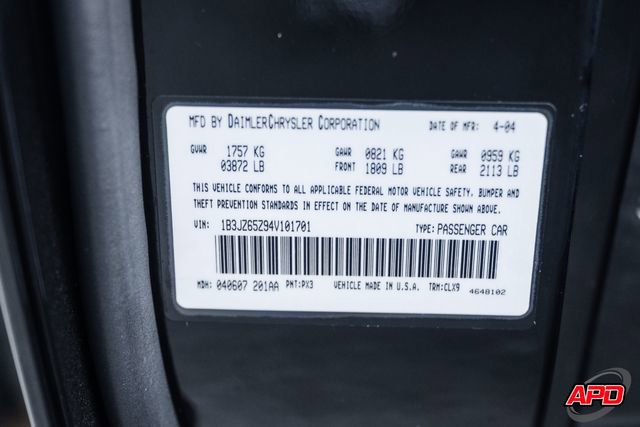 MFD BY DAIMLERCHRYSLER CORPORATION DATE OF MFR: 4-04
GVWR 1757 KG GAWR 0821 KG GAWR 0959 KG
03872 LB FRONT 1809 LB REAR 2113 LB
THIS VEHICLE CONFORMS TO ALL APPLICABLE FEDERAL MOTOR VEHICLE SAFETY, BUMPER AND
THEFT PREVENTION STANDARDS IN EFFECT ON THE DATE OF MANUFACTURE SHOWN ABOVE
VIN: 1B3JZ65Z94V101701 TYPE: PASSENGER CAR
MDH: 040607 201AA PNT: PX3 VEHICLE MADE IN U.S.A. TRM: CLX9 4648102
APD